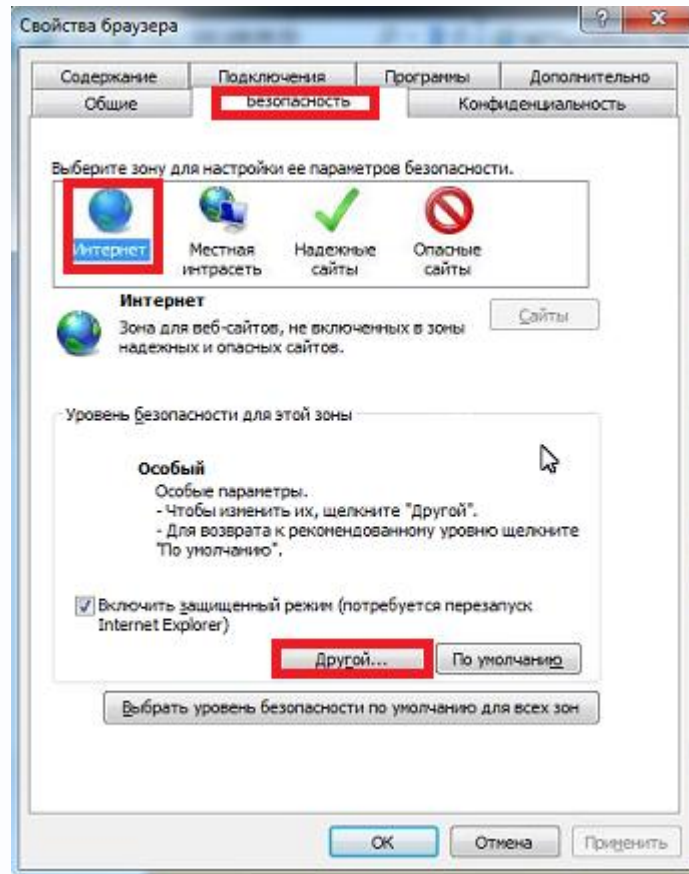 Свойства браузера
Содержание Подключения Программы Дополнительно
Общие Безопасность Конфиденциальность
Выберите зону для настройки ее параметров безопасности.
Интернет Местная интрасеть Надежные сайты Опасные сайты
Интернет
Зона для веб-сайтов, не включенных в зоны
надежных и опасных сайтов.
Сайты
Уровень безопасности для этой зоны
Особый
Особые параметры.
- Чтобы изменить их, щелкните "Другой".
- Для возврата к рекомендованному уровню щелкните
"По умолчанию".
Включить защищенный режим (потребуется перезапуск
Internet Explorer)
Другой... По умолчанию
Выбрать уровень безопасности по умолчанию для всех зон
ОК Отмена Применить